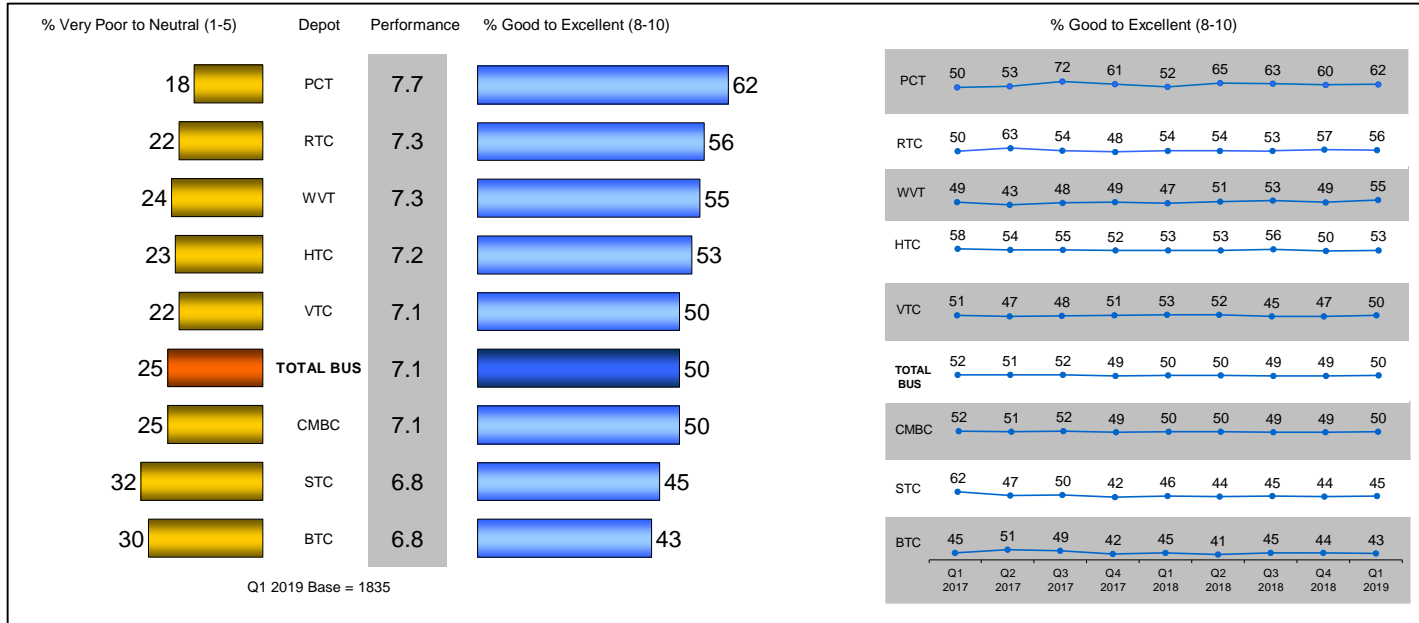 % Very Poor to Neutral (1-5) Depot Performance % Good to Excellent (8-10)
18 PCT 7.7 62
22 RTC 7.3 56
24 WVT 7.3 55
23 HTC 7.2 53
22 VTC 7.1 50
25 TOTAL BUS 7.1 50
25 CMBC 7.1 50
32 STC 6.8 45
30 BTC 6.8 43
Q1 2019 Base = 1835
% Good to Excellent (8-10)
PCT 50 53 72 61 52 65 63 60 62
RTC 50 63 54 48 54 54 53 57 56
WVT 49 43 48 49 47 51 53 49 55
HTC 58 54 55 52 53 53 56 50 53
VTC 51 47 48 51 53 52 45 47 50
52 51 52 49 50 50 49 49 50
TOTAL
BUS
CMBC 52 51 52 49 50 50 49 49 50
STC 62 47 50 42 46 44 45 44 45
BTC 45 51 49 42 45 41 45 44 43
Q1 Q2 Q3 Q4 Q1 Q2 Q3 Q4 Q1
2017 2017 2017 2017 2018 2018 2018 2018 2019